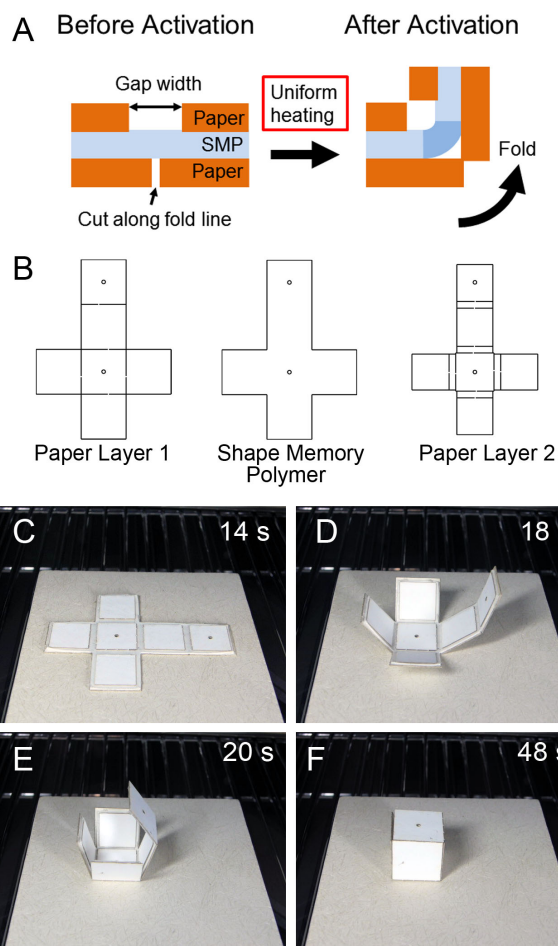 A
Before Activation
After Activation
Gap width
Paper
SMP
Paper
Cut along fold line
Uniform
heating
Fold
B
Paper Layer 1
Shape Memory
Polymer
Paper Layer 2
C
14 s
D
18
E
20 s
F
48 s